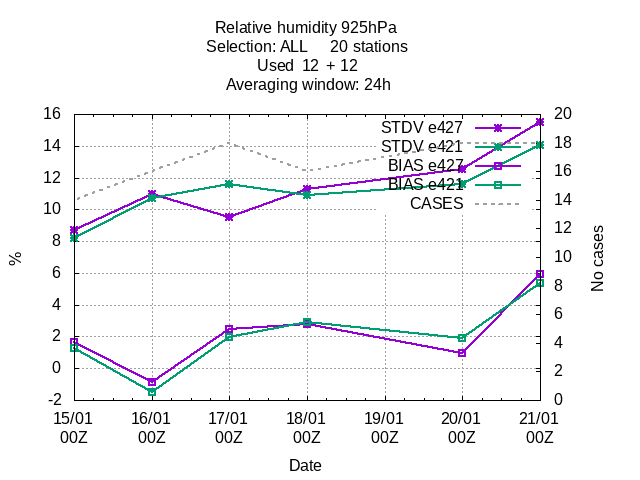 Relative humidity 925hPa
Selection: ALL     20 stations
Used  12  + 12
Averaging window: 24h
STDV e427
STDV e421
BIAS e427
BIAS e421
CASES
16
14
12
10
8
6
4
2
0
-2
%
20
18
16
14
12
10
8
6
4
2
0
No cases
15/01 16/01 17/01 18/01 19/01 20/01 21/01
00Z 00Z 00Z 00Z 00Z 00Z 00Z
Date